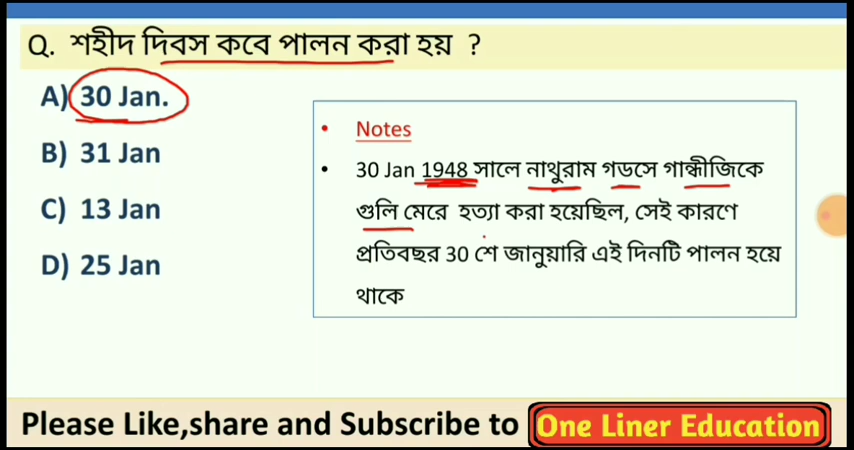 Q. শহীদ দিবস কবে পালন করা হয় ?
A) 30 Jan.
B) 31 Jan
C) 13 Jan
D) 25 Jan
• Notes
• 30 Jan 1948 সালে নাথুরাম গডসে গান্ধীজিকে
গুলি মেরে হত্যা করা হয়েছিল, সেই কারণে
প্রতিবছর 30 শে জানুয়ারি এই দিনটি পালন হয়ে
থাকে
Please Like,share and Subscribe to One Liner Education